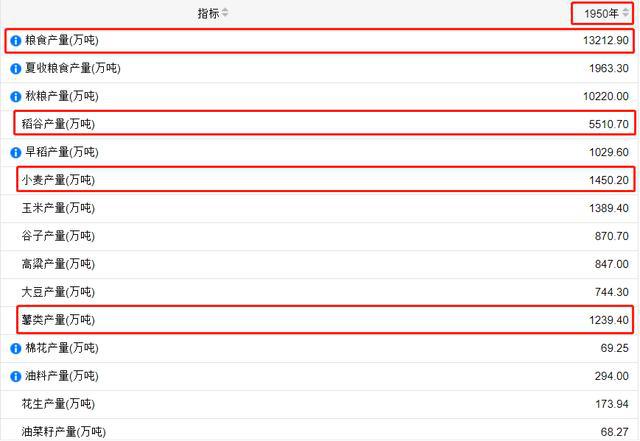 指标 1950年
粮食产量(万吨) 13212.90
夏收粮食产量(万吨) 1963.30
秋粮产量(万吨) 10220.00
稻谷产量(万吨) 5510.70
早稻产量(万吨) 1029.60
小麦产量(万吨) 1450.20
玉米产量(万吨) 1389.40
谷子产量(万吨) 870.70
高粱产量(万吨) 847.00
大豆产量(万吨) 744.30
薯类产量(万吨) 1239.40
棉花产量(万吨) 69.25
油料产量(万吨) 294.00
花生产量(万吨) 173.94
油菜籽产量(万吨) 68.27